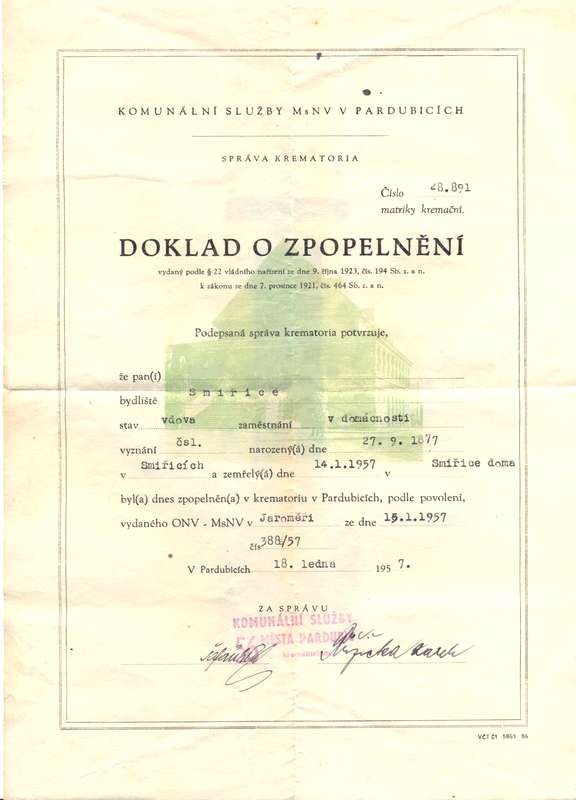 KOMUNÁLNÍ SLUŽBY MsNV V PARDUBICÍCH
SPRÁVA KREMATORIA
Číslo 28.891
matriky kremační.
DOKLAD O ZPOPELNĚNÍ
vydaný podle § 22 vládního nařízení ze dne 9. října 1923, čís. 194 Sb. z. a n.
k zákonu ze dne 7. prosince 1921, čís. 464 Sb. z. a n.
Podepsaná správa krematoria potvrzuje,
že pan(í)
bydliště Smiřice
stav vdova zaměstnání v domácnosti
vyznání čsl. narozený(á) dne 27. 9. 1877
v Smiřicích a zemřelý(á) dne 14.1.1957 v Smiřice doma
byl(a) dnes zpopelněn(a) v krematoriu v Pardubicích, podle povolení,
vydaného ONV - MsNV v Jaroměři ze dne 15.1.1957
čís 388/57
V Pardubicích 18. ledna 1957.
ZA SPRÁVU
KOMUNÁLNÍ SLUŽBY
MĚSTA
VČT Č1 5861 56